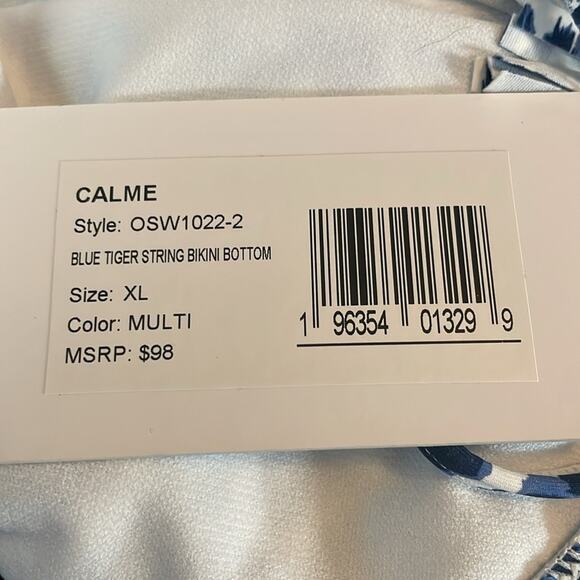 CALME
Style: OSW1022-2
BLUE TIGER STRING BIKINI BOTTOM
Size: XL
Color: MULTI
MSRP: $98
1 96354 01329 9